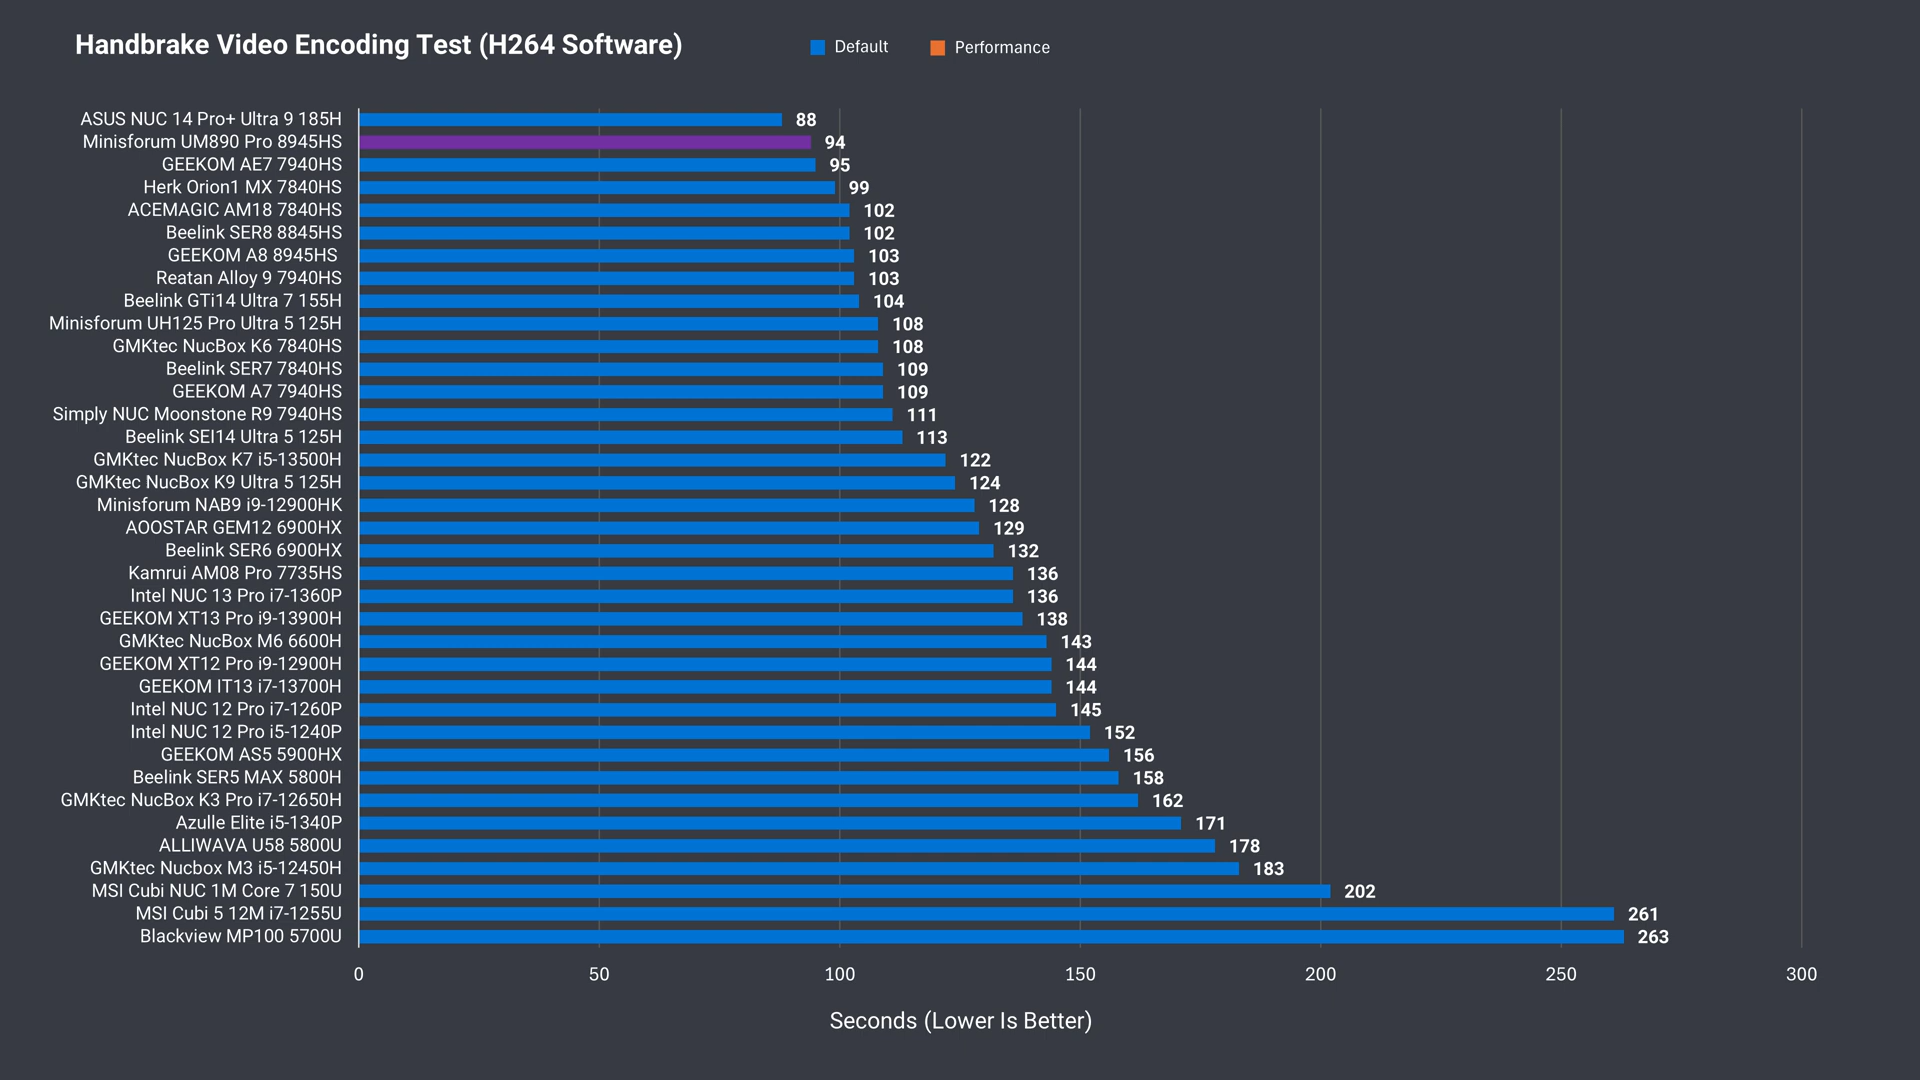 Handbrake Video Encoding Test (H264 Software)
Default
Performance
ASUS NUC 14 Pro+ Ultra 9 185H 88
Minisforum UM890 Pro 8945HS 94
GEEKOM AE7 7940HS 95
Herk Orion1 MX 7840HS 99
ACEMAGIC AM18 7840HS 102
Beelink SER8 8845HS 102
GEEKOM A8 8945HS 103
Reatan Alloy 9 7940HS 103
Beelink GTi14 Ultra 7 155H 104
Minisforum UH125 Pro Ultra 5 125H 108
GMKtec NucBox K6 7840HS 108
Beelink SER7 7840HS 109
GEEKOM A7 7940HS 109
Simply NUC Moonstone R9 7940HS 111
Beelink SEI14 Ultra 5 125H 113
GMKtec NucBox K7 i5-13500H 122
GMKtec NucBox K9 Ultra 5 125H 124
Minisforum NAB9 i9-12900HK 128
AOOSTAR GEM12 6900HX 129
Beelink SER6 6900HX 132
Kamrui AM08 Pro 7735HS 136
Intel NUC 13 Pro i7-1360P 136
GEEKOM XT13 Pro i9-13900H 138
GMKtec NucBox M6 6600H 143
GEEKOM XT12 Pro i9-12900H 144
GEEKOM IT13 i7-13700H 144
Intel NUC 12 Pro i7-1260P 145
Intel NUC 12 Pro i5-1240P 152
GEEKOM AS5 5900HX 156
Beelink SER5 MAX 5800H 158
GMKtec NucBox K3 Pro i7-12650H 162
Azulle Elite i5-1340P 171
ALLIWAVA U58 5800U 178
GMKtec Nucbox M3 i5-12450H 183
MSI Cubi NUC 1M Core 7 150U 202
MSI Cubi 5 12M i7-1255U 261
Blackview MP100 5700U 263
0 50 100 150 200 250 300
Seconds (Lower Is Better)